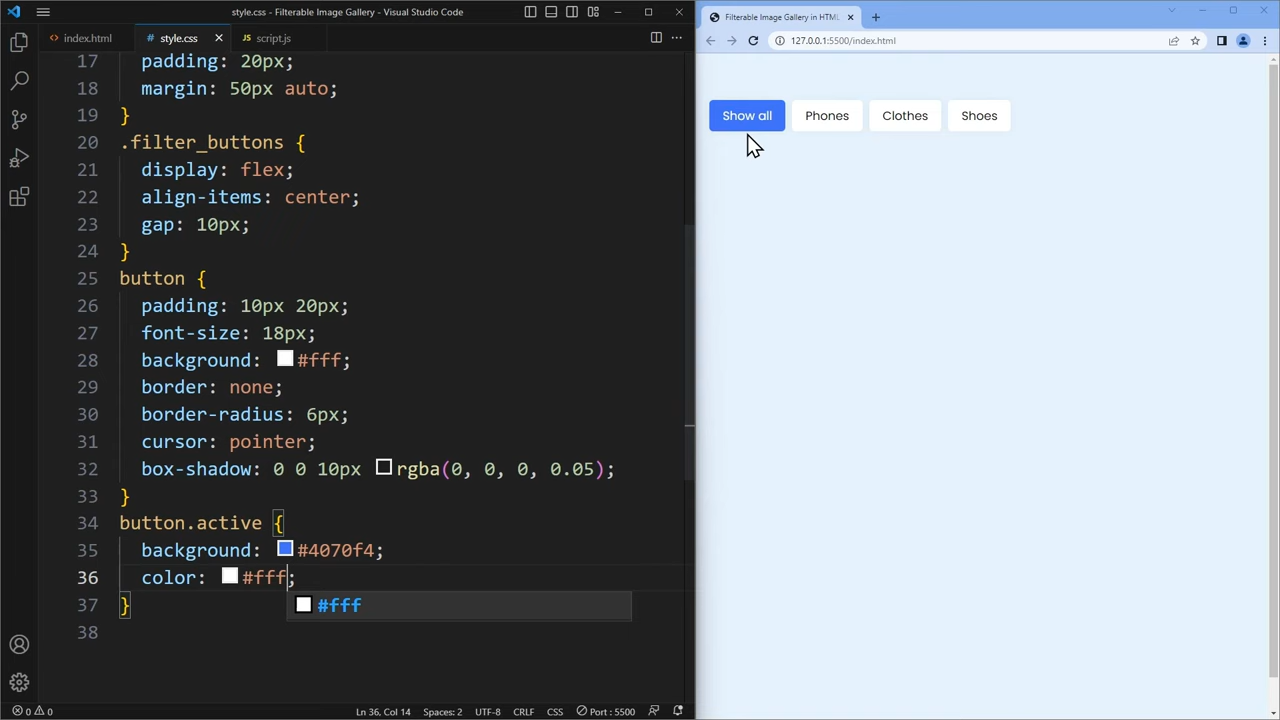 style.css - Visual Studio Code
index.html
# style.css
JS script.js
17 padding: 20px;
18 margin: 50px auto;
19 }
20 .filter_buttons {
21 display: flex;
22 align-items: center;
23 gap: 10px;
24 }
25 button {
26 padding: 10px 20px;
27 font-size: 18px;
28 background: #fff;
29 border: none;
30 border-radius: 6px;
31 cursor: pointer;
32 box-shadow: 0 0 10px rgba(0, 0, 0, 0.05);
33 }
34 button.active {
35 background: #4070f4;
36 color: #fff;
37 }
#fff
38
0 0
Ln 36, Col 14
Spaces: 2
UTF-8
CRLF
CSS
Port : 5500
Filterable Image Gallery in HTML
127.0.0.1:5500/index.html
Show all
Phones
Clothes
Shoes